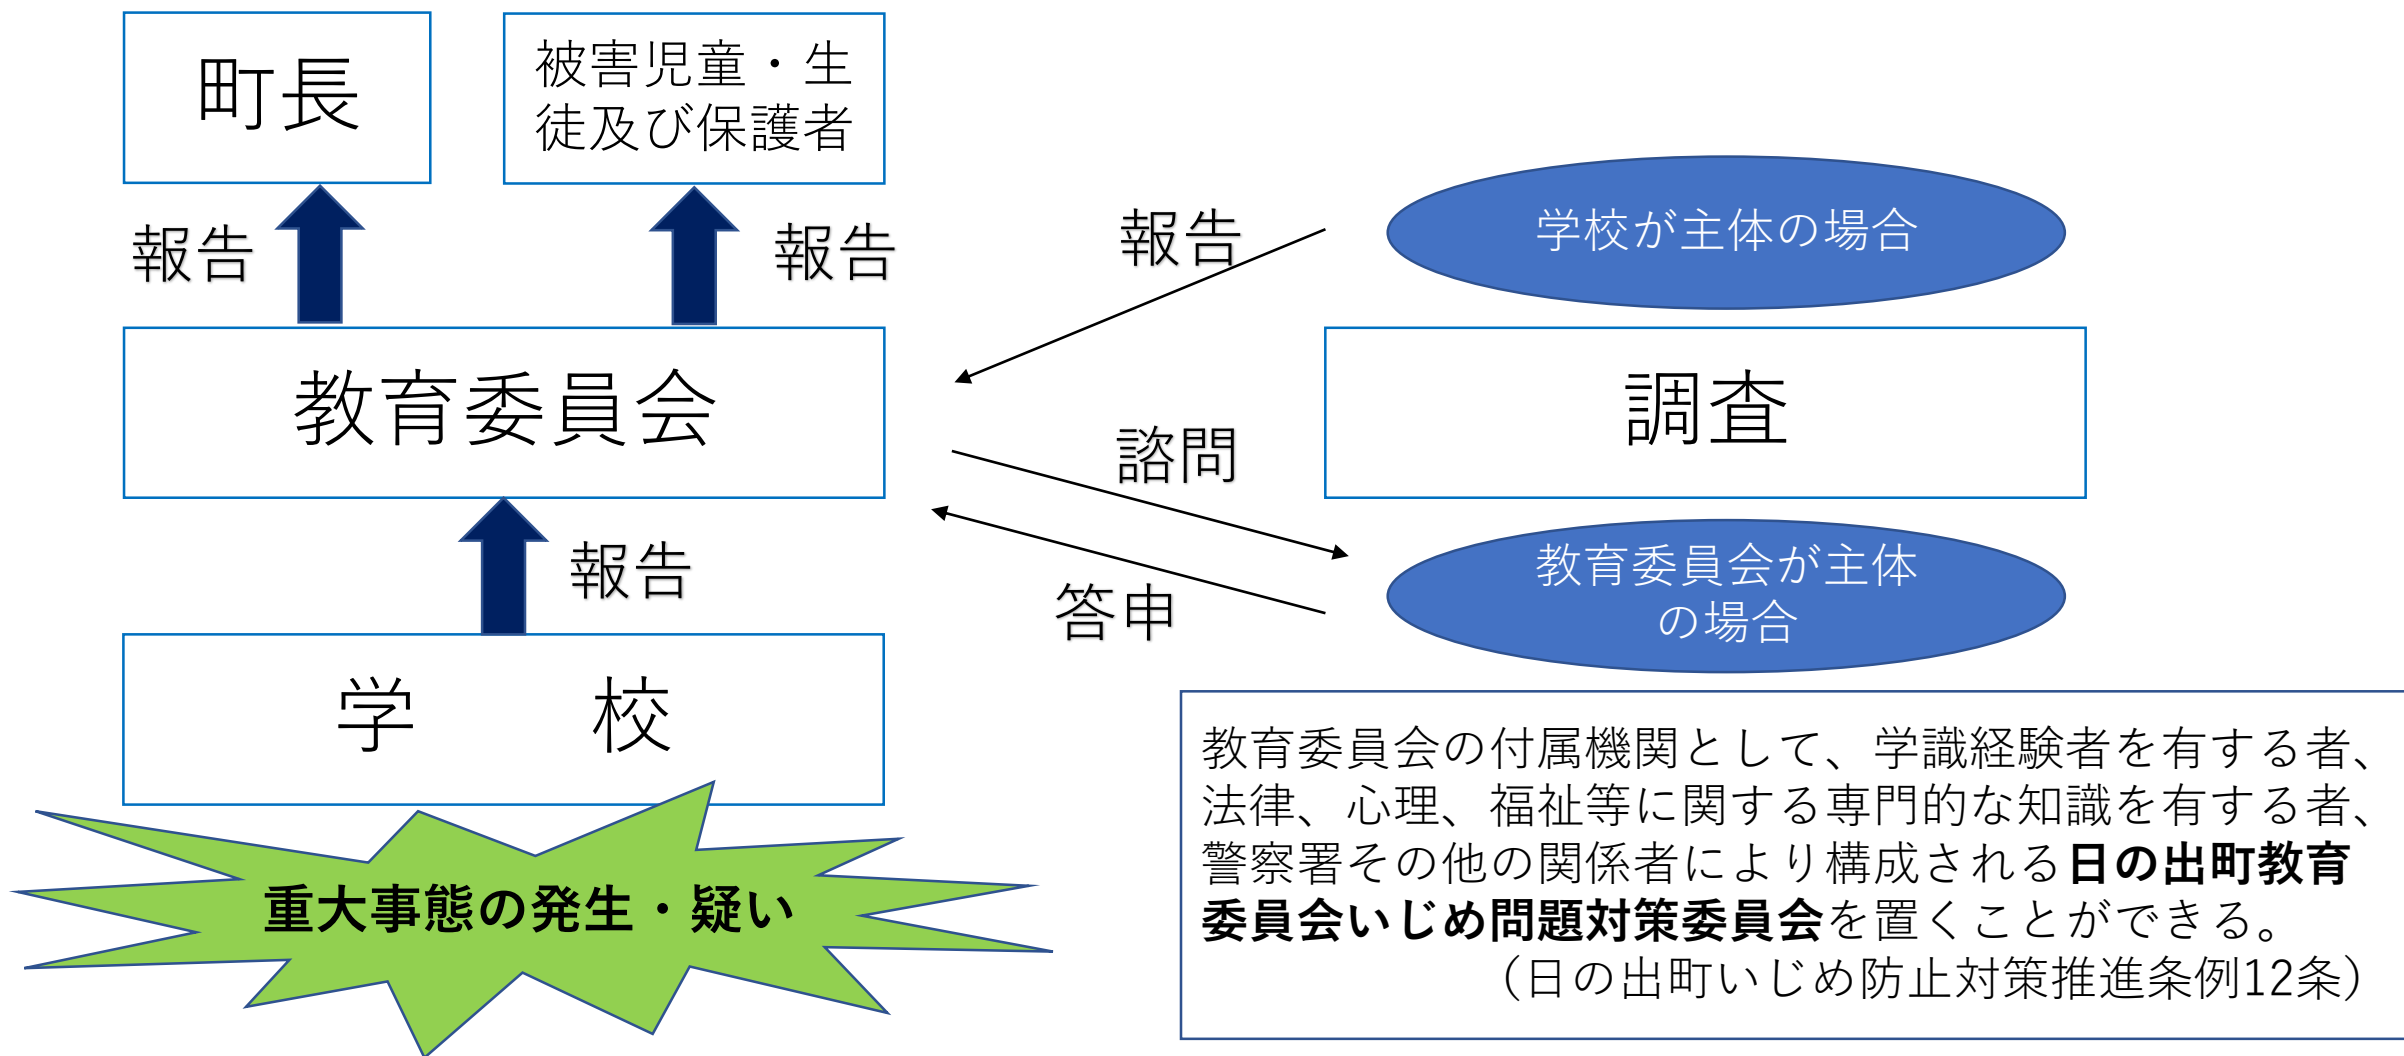 町長
被害児童・生
徒及び保護者
報告
報告
報告
学校が主体の場合
教育委員会
調査
諮問
答申
教育委員会が主体
の場合
報告
学　　校
重大事態の発生・疑い
教育委員会の付属機関として、学識経験者を有する者、
法律、心理、福祉等に関する専門的な知識を有する者、
警察署その他の関係者により構成される日の出町教育
委員会いじめ問題対策委員会を置くことができる。
（日の出町いじめ防止対策推進条例12条）